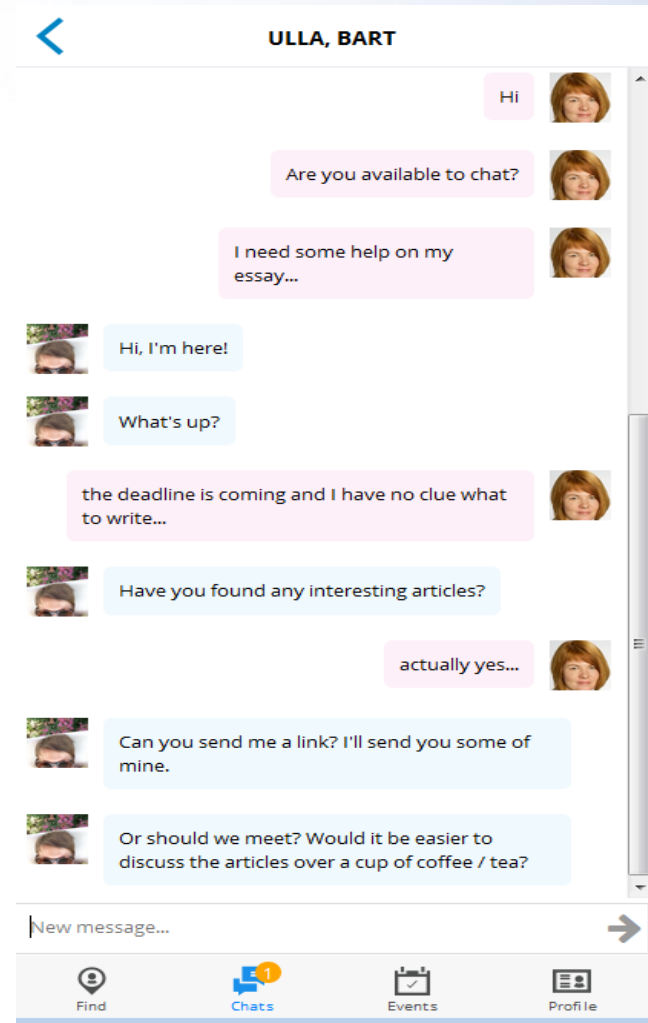 ULLA, BART
Hi
Are you available to chat?
I need some help on my
essay...
Hi, I'm here!
What's up?
the deadline is coming and I have no clue what
to write...
Have you found any interesting articles?
actually yes...
Can you send me a link? I'll send you some of
mine.
Or should we meet? Would it be easier to
discuss the articles over a cup of coffee / tea?
New message...
1
Find
Chats
Events
Profile